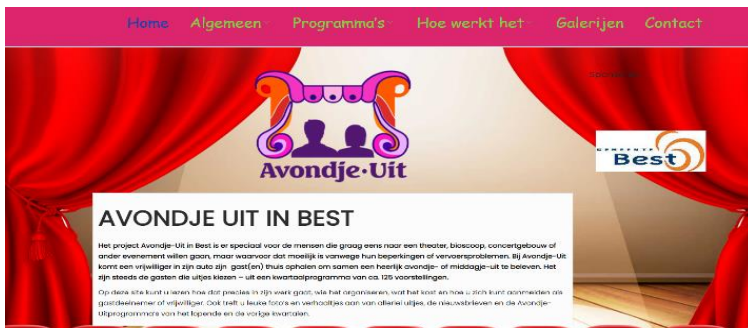 Home Algemeen Programma's Hoe werkt het Galerijen Contact
Avondje-Uit
GEMEENTE
Best
AVONDJE UIT IN BEST
Het project Avondje-Uit in Best is er speciaal voor de mensen die graag eens naar een theater, bioscoop, concertgebouw of
ander evenement willen gaan, maar waarvoor dat moeilijk is vanwege hun beperkingen of vervoersproblemen. Bij Avondje-Uit
komt een vrijwilliger in zijn auto zijn gast(en) thuis ophalen om samen een heerlijk avondje- of middagje-uit te beleven. Het
zijn steeds de gasten die uitjes kiezen – uit een kwartaalprogramma van ca. 125 voorstellingen.
Op deze site kunt u lezen hoe dat precies in zijn werk gaat, wie het organiseren, wat het kost en hoe u zich kunt aanmelden als
gastdeelnemer of vrijwilliger. Ook treft u leuke foto's en verhaaltjes aan van allerlei uitjes, de nieuwsbrieven en de Avondje-
Uitprogramma's van het lopende en de vorige kwartalen.